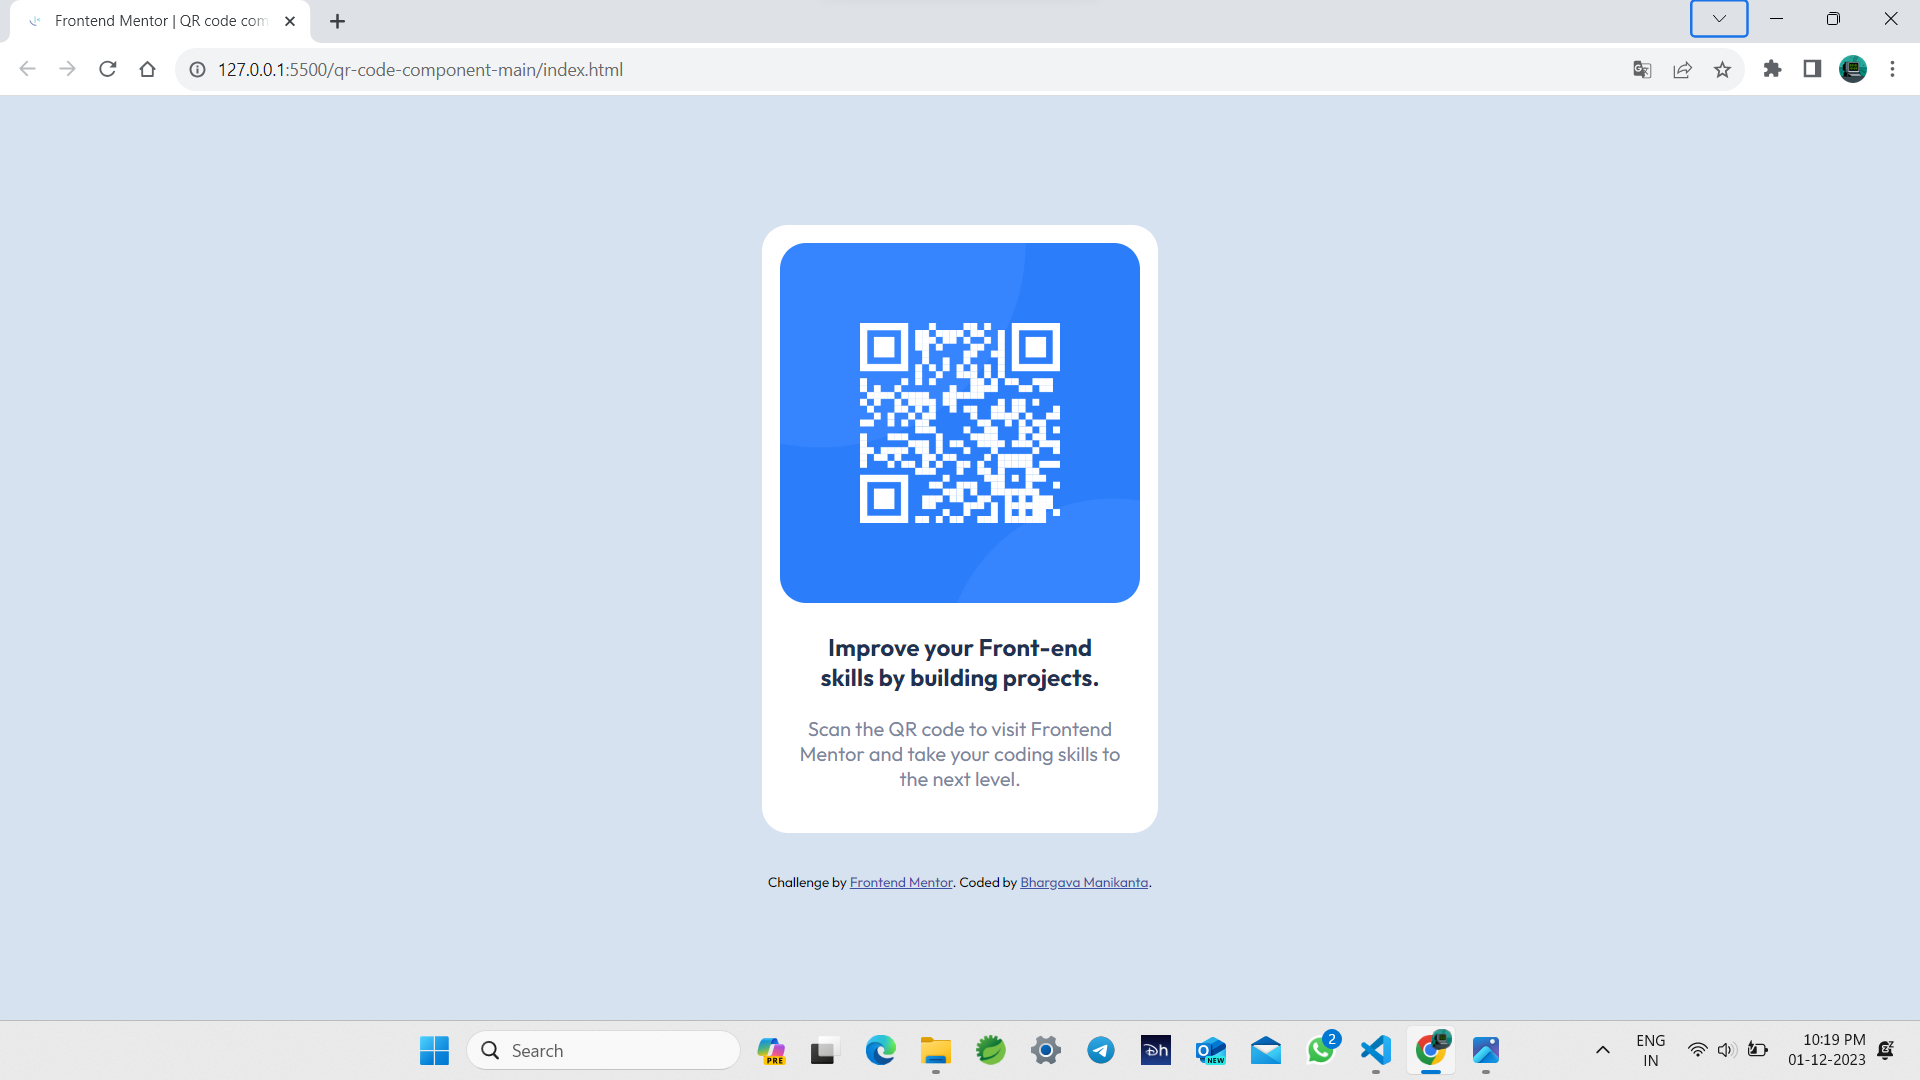 Frontend Mentor | QR code com
127.0.0.1:5500/qr-code-component-main/index.html
Improve your Front-end
skills by building projects.
Scan the QR code to visit Frontend
Mentor and take your coding skills to
the next level.
Challenge by Frontend Mentor. Coded by Bhargava Manikanta.
Search
PRE
Dh
NEW
2
ENG
IN
10:19 PM
01-12-2023